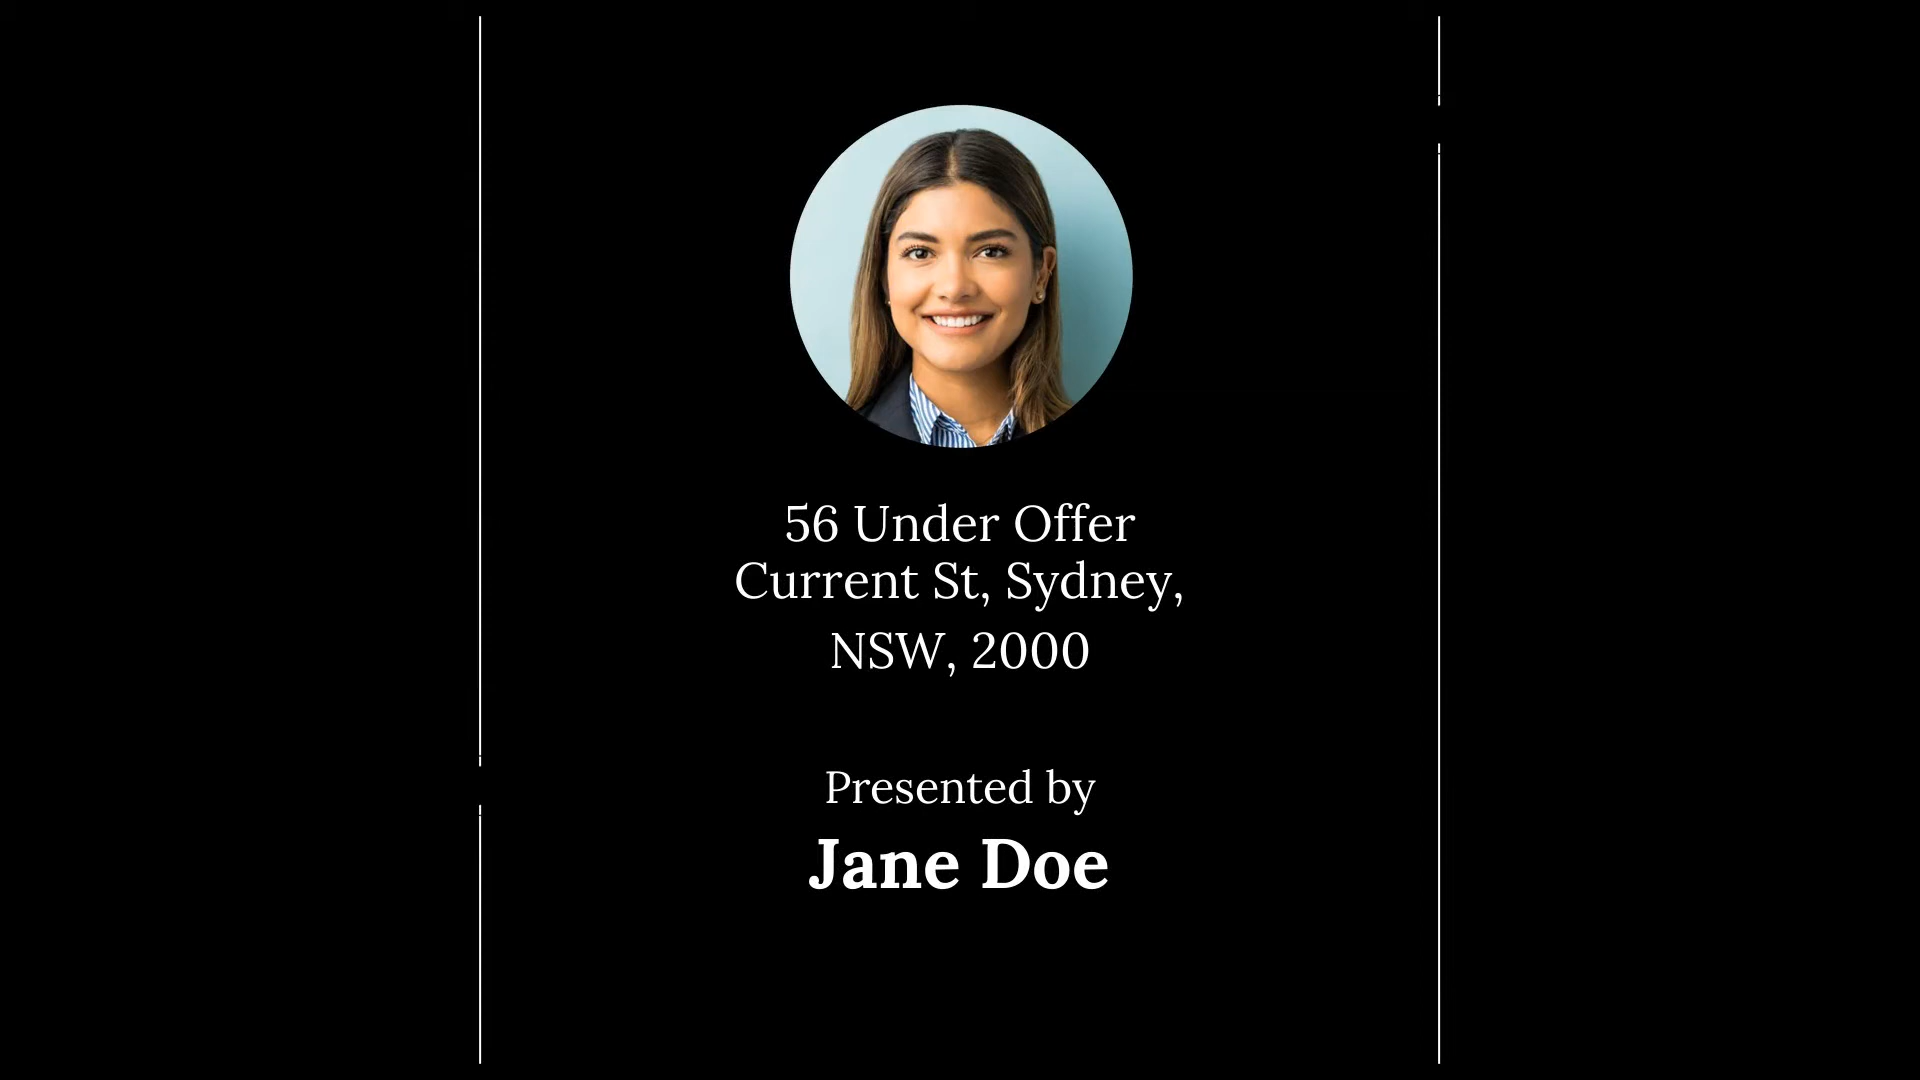 56 Under Offer
Current St, Sydney,
NSW, 2000
Presented by
Jane Doe